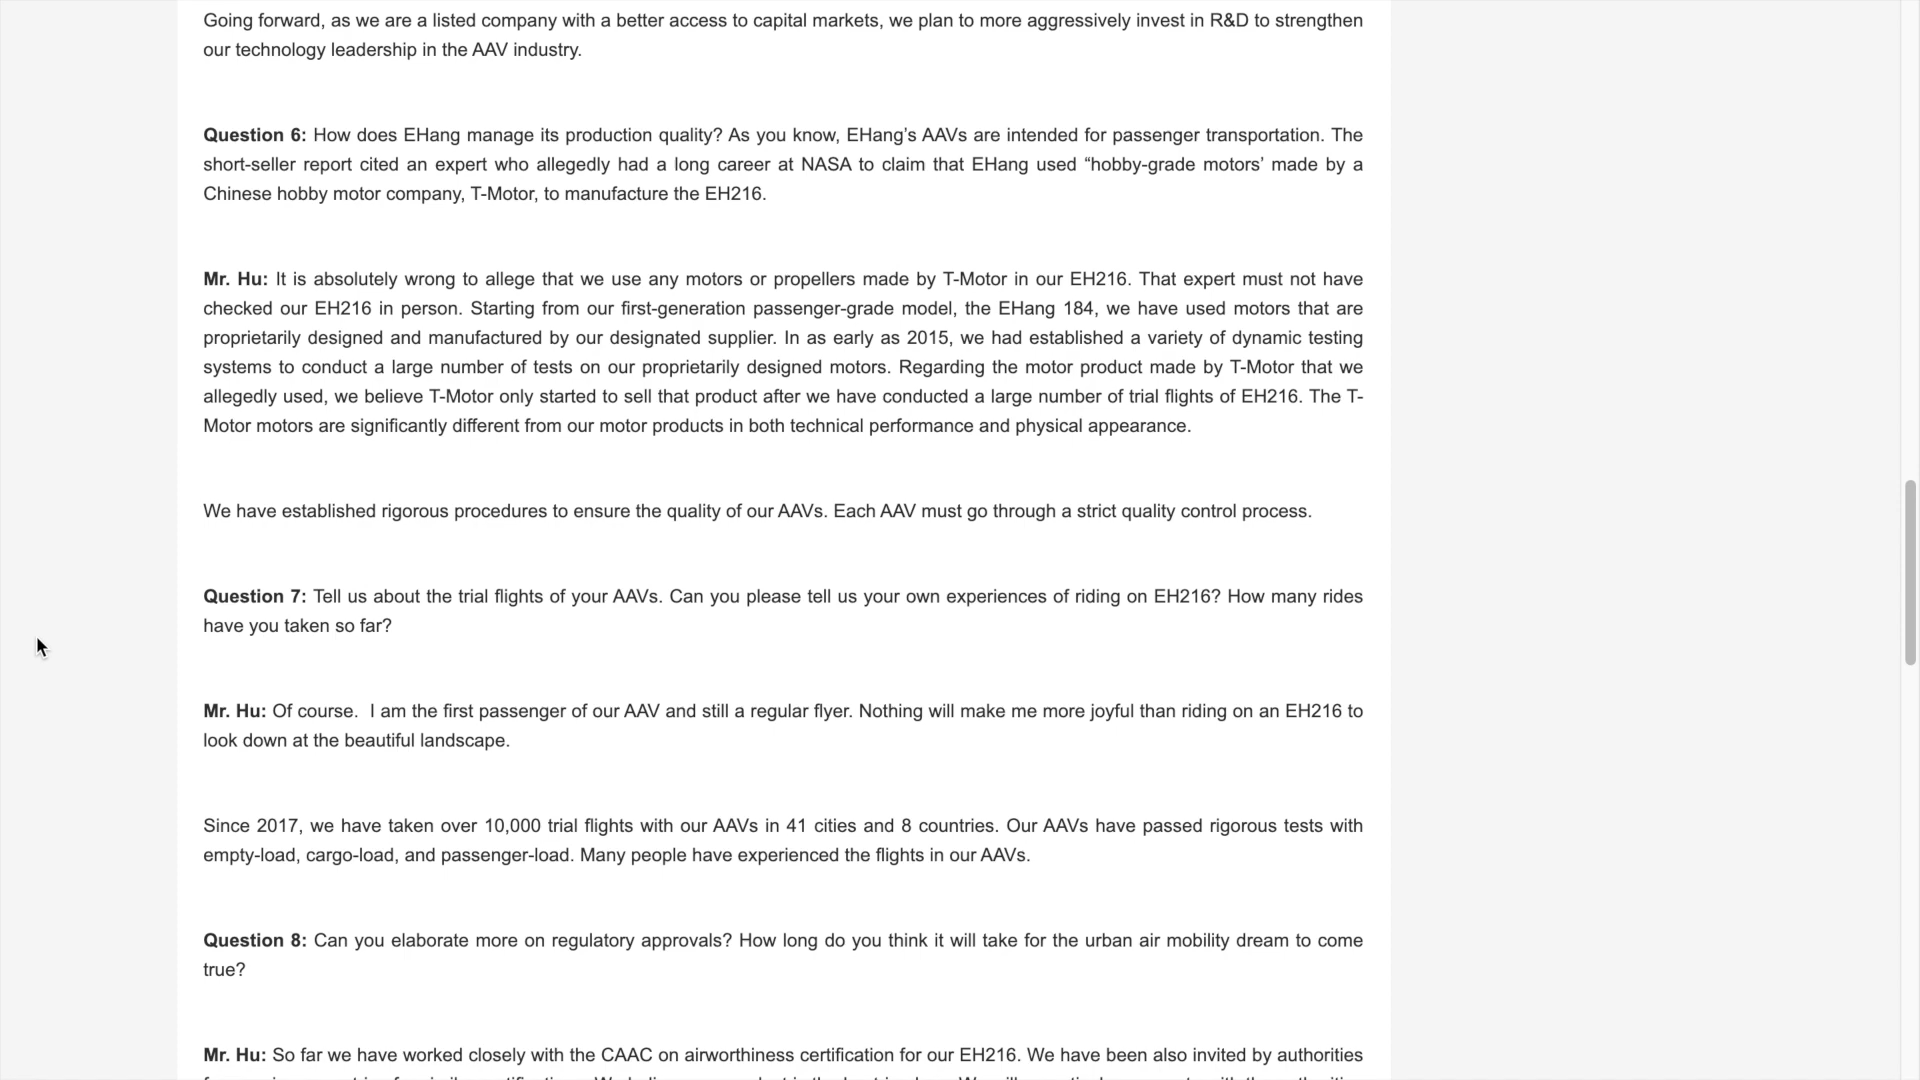 Going forward, as we are a listed company with a better access to capital markets, we plan to more aggressively invest in R&D to strengthen
our technology leadership in the AAV industry.
Question 6: How does EHang manage its production quality? As you know, EHang’s AAVs are intended for passenger transportation. The
short-seller report cited an expert who allegedly had a long career at NASA to claim that EHang used “hobby-grade motors’ made by a
Chinese hobby motor company, T-Motor, to manufacture the EH216.
Mr. Hu: It is absolutely wrong to allege that we use any motors or propellers made by T-Motor in our EH216. That expert must not have
checked our EH216 in person. Starting from our first-generation passenger-grade model, the EHang 184, we have used motors that are
proprietarily designed and manufactured by our designated supplier. In as early as 2015, we had established a variety of dynamic testing
systems to conduct a large number of tests on our proprietarily designed motors. Regarding the motor product made by T-Motor that we
allegedly used, we believe T-Motor only started to sell that product after we have conducted a large number of trial flights of EH216. The T-
Motor motors are significantly different from our motor products in both technical performance and physical appearance.
We have established rigorous procedures to ensure the quality of our AAVs. Each AAV must go through a strict quality control process.
Question 7: Tell us about the trial flights of your AAVs. Can you please tell us your own experiences of riding on EH216? How many rides
have you taken so far?
Mr. Hu: Of course.  I am the first passenger of our AAV and still a regular flyer. Nothing will make me more joyful than riding on an EH216 to
look down at the beautiful landscape.
Since 2017, we have taken over 10,000 trial flights with our AAVs in 41 cities and 8 countries. Our AAVs have passed rigorous tests with
empty-load, cargo-load, and passenger-load. Many people have experienced the flights in our AAVs.
Question 8: Can you elaborate more on regulatory approvals? How long do you think it will take for the urban air mobility dream to come
true?
Mr. Hu: So far we have worked closely with the CAAC on airworthiness certification for our EH216. We have been also invited by authorities